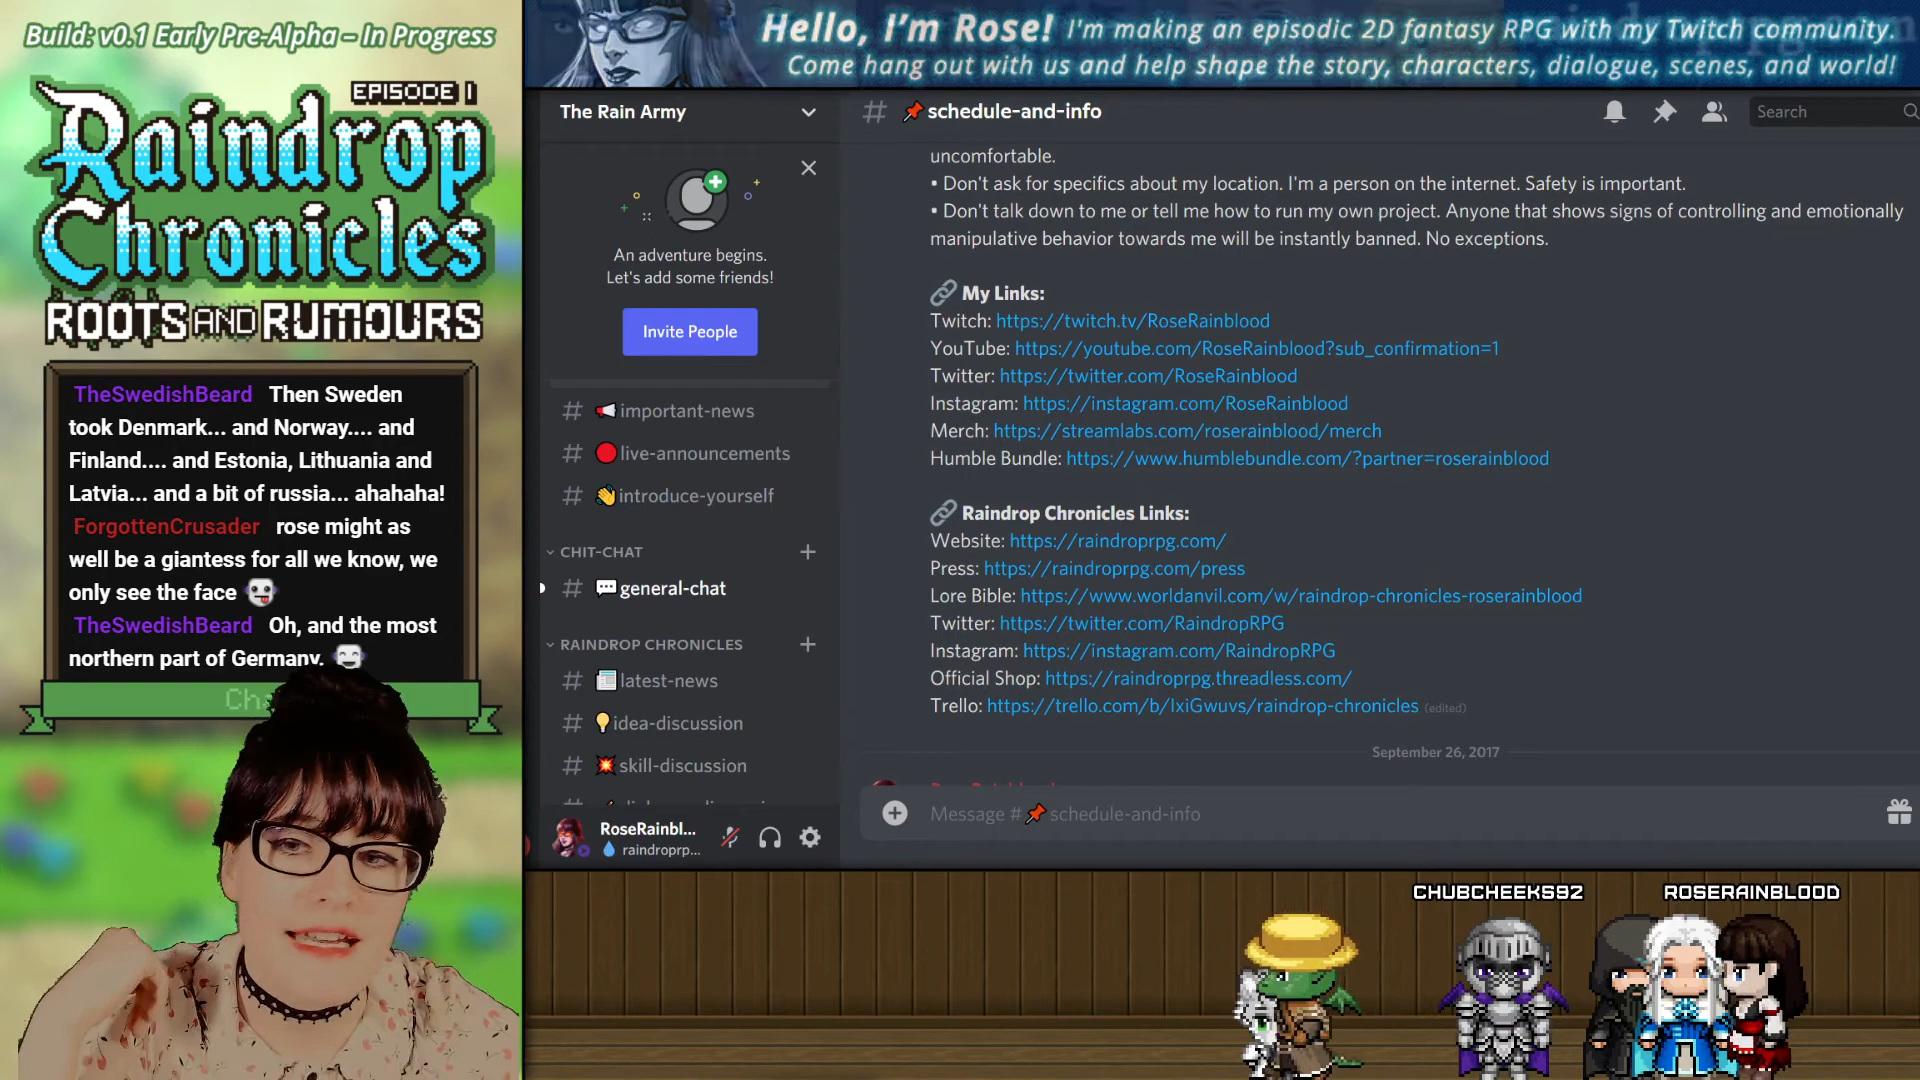 Build: v0.1 Early Pre-Alpha – In Progress
EPISODE I
Raindrop
Chronicles
ROOTS AND RUMOURS
TheSwedishBeard Then Sweden
took Denmark... and Norway.... and
Finland.... and Estonia, Lithuania and
Latvia... and a bit of russia... ahahaha!
ForgottenCrusader rose might as
well be a giantess for all we know, we
only see the face
TheSwedishBeard Oh, and the most
northern part of Germany.
Hello, I'm Rose! I'm making an episodic 2D fantasy RPG with my Twitch community.
Come hang out with us and help shape the story, characters, dialogue, scenes, and world!
The Rain Army
An adventure begins.
Let's add some friends!
Invite People
# important-news
# live-announcements
# introduce-yourself
CHIT-CHAT +
# general-chat
RAINDROP CHRONICLES +
# latest-news
# idea-discussion
# skill-discussion
RoseRainbl...
raindroprp...
# schedule-and-info
Search
uncomfortable.
• Don't ask for specifics about my location. I'm a person on the internet. Safety is important.
• Don't talk down to me or tell me how to run my own project. Anyone that shows signs of controlling and emotionally
manipulative behavior towards me will be instantly banned. No exceptions.
My Links:
Twitch: https://twitch.tv/RoseRainblood
YouTube: https://youtube.com/RoseRainblood?sub_confirmation=1
Twitter: https://twitter.com/RoseRainblood
Instagram: https://instagram.com/RoseRainblood
Merch: https://streamlabs.com/roserainblood/merch
Humble Bundle: https://www.humblebundle.com/?partner=roserainblood
Raindrop Chronicles Links:
Website: https://raindroprpg.com/
Press: https://raindroprpg.com/press
Lore Bible: https://www.worldanvil.com/w/raindrop-chronicles-roserainblood
Twitter: https://twitter.com/RaindropRPG
Instagram: https://instagram.com/RaindropRPG
Official Shop: https://raindroprpg.threadless.com/
Trello: https://trello.com/b/IxiGwuvs/raindrop-chronicles (edited)
September 26, 2017
Message # schedule-and-info
CHUBCHEEKS92
ROSERAINBLOOD